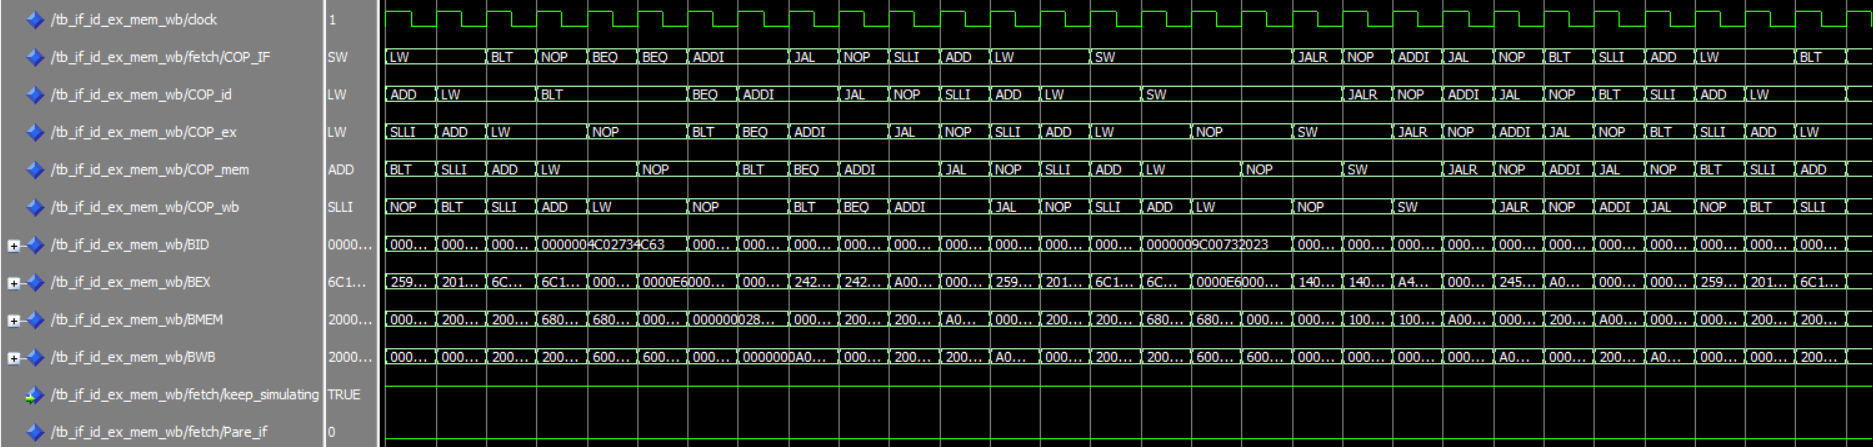 /tb_if_id_ex_mem_wb/clock 1
/tb_if_id_ex_mem_wb/fetch/COP_IF SW LW BLT NOP BEQ BEQ ADDI JAL NOP SLLI ADD LW SW JALR NOP ADDI JAL NOP BLT SLLI ADD LW BLT
/tb_if_id_ex_mem_wb/COP_id LW ADD LW BLT BEQ ADDI JAL NOP SLLI ADD LW SW JALR NOP ADDI JAL NOP BLT SLLI ADD LW
/tb_if_id_ex_mem_wb/COP_ex LW SLLI ADD LW NOP BLT BEQ ADDI JAL NOP SLLI ADD LW NOP SW JALR NOP ADDI JAL NOP BLT SLLI ADD LW
/tb_if_id_ex_mem_wb/COP_mem ADD BLT SLLI ADD LW NOP BLT BEQ ADDI JAL NOP SLLI ADD LW NOP SW JALR NOP ADDI JAL NOP BLT SLLI ADD
/tb_if_id_ex_mem_wb/COP_wb SLLI NOP BLT SLLI ADD LW NOP BLT BEQ ADDI JAL NOP SLLI ADD LW NOP SW JALR NOP ADDI JAL NOP BLT SLLI
/tb_if_id_ex_mem_wb/BID 0000... 000... 000... 000... 0000004C02734C63 000... 000... 000... 000... 000... 000... 000... 000... 000... 0000009C00732023 000... 000... 000... 000... 000... 000... 000... 000... 000... 000... 000...
/tb_if_id_ex_mem_wb/BEX 6C1... 259... 201... 6C... 6C1... 000... 0000E6000... 000... 242... 242... A00... 000... 259... 201... 6C1... 6C... 0000E6000... 140... 140... A4... 000... 245... A0... 000... 000... 259... 201... 6C1...
/tb_if_id_ex_mem_wb/BMEM 2000... 000... 200... 200... 680... 680... 000... 000000028... 000... 200... 200... A0... 000... 200... 200... 680... 680... 000... 000... 100... 100... A00... 000... 200... A00... 000... 000... 200... 200...
/tb_if_id_ex_mem_wb/BWB 2000... 000... 000... 200... 200... 600... 600... 000... 0000000A0... 000... 200... 200... A0... 000... 200... 200... 600... 600... 000... 000... 000... 000... A0... 000... 200... A0... 000... 000... 200...
/tb_if_id_ex_mem_wb/fetch/keep_simulating TRUE
/tb_if_id_ex_mem_wb/fetch/Pare_if 0